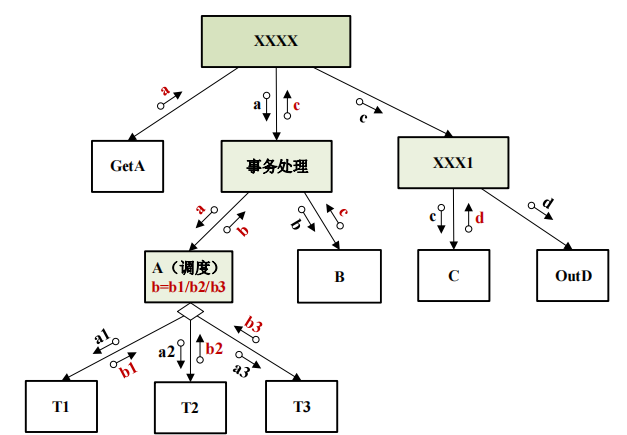 XXXX
a
a
c
c
GetA
事务处理
XXX1
a
b
b
c
c
d
d
A（调度）
b=b1/b2/b3
B
C
OutD
a1
b1
a2
b2
b3
a3
T1
T2
T3